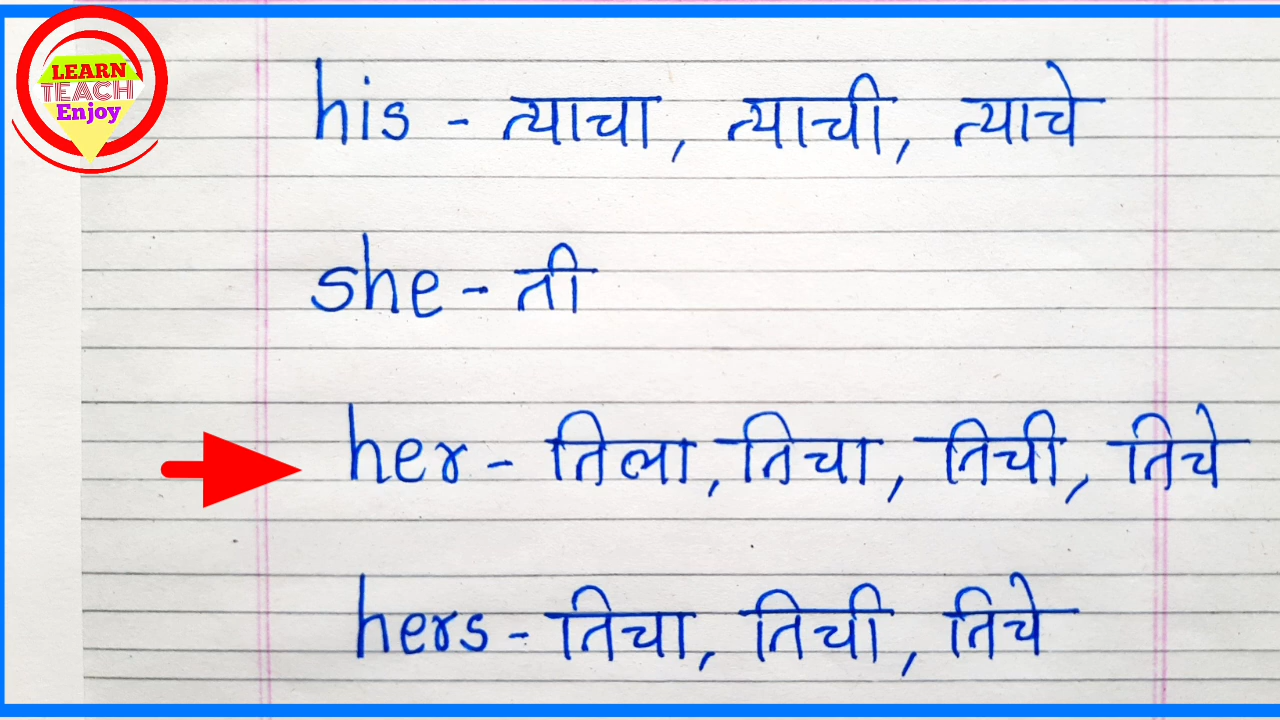 LEARN
TEACH
Enjoy
his - त्याचा, त्याची, त्याचे
she - ती
her - तिला, तिचा, तिची, तिचे
hers - तिचा, तिची, तिचे